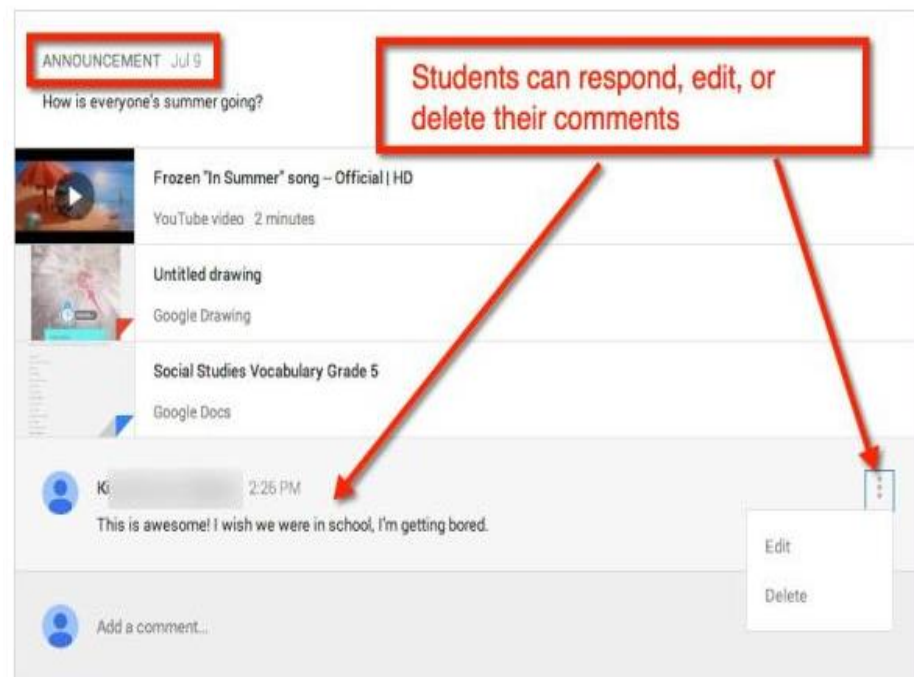 ANNOUNCEMENT Jul 9
How is everyone's summer going?
Students can respond, edit, or
delete their comments
Frozen "In Summer" song -- Official | HD
YouTube video 2 minutes
Untitled drawing
Google Drawing
Social Studies Vocabulary Grade 5
Google Docs
Ki 2:26 PM
This is awesome! I wish we were in school, I'm getting bored.
Edit
Delete
Add a comment...